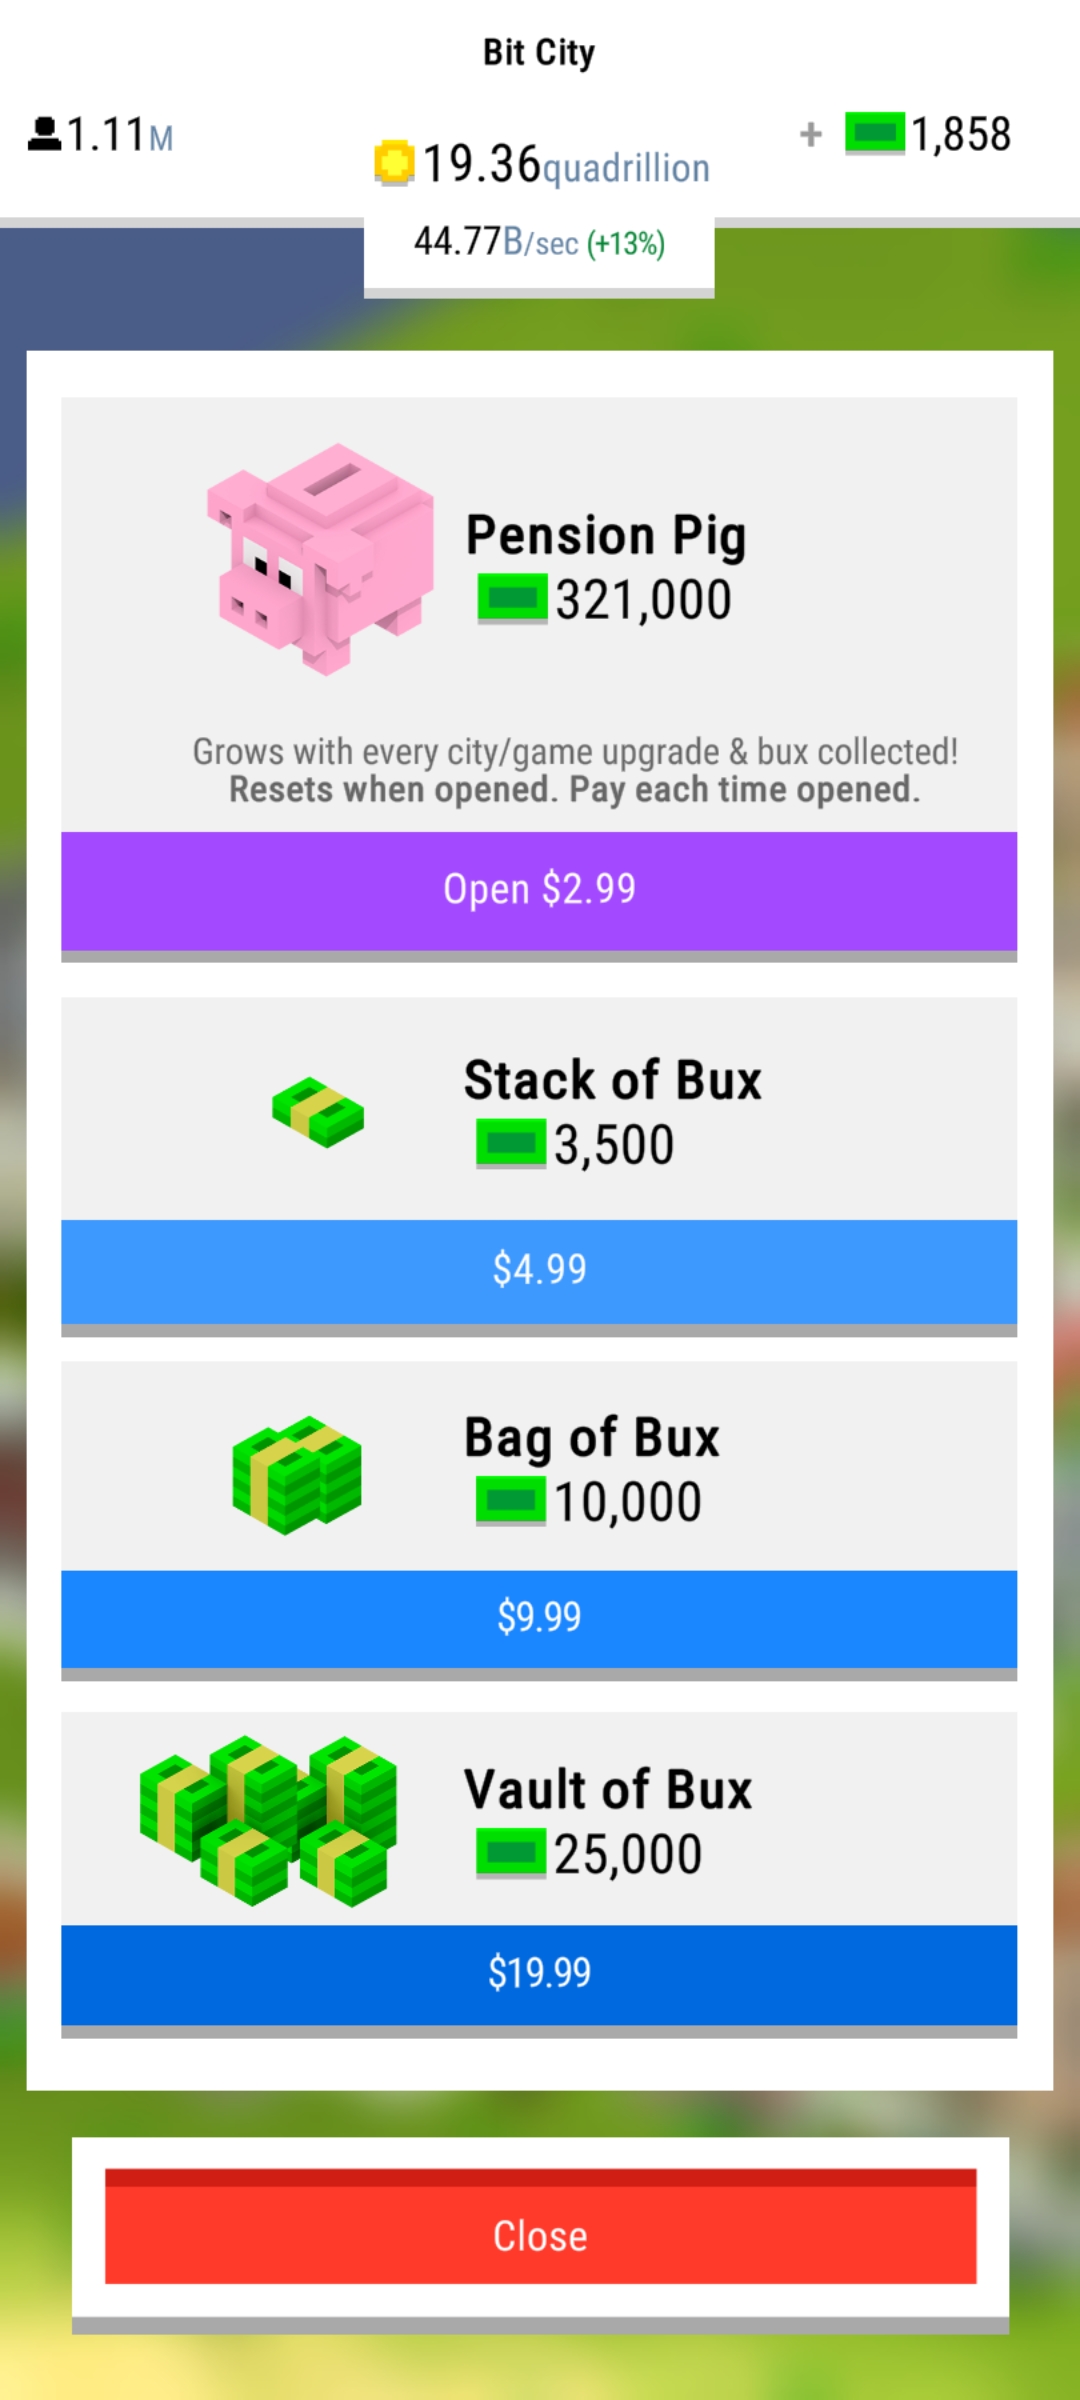 Bit City
1.11M
19.36quadrillion
+ 1,858
44.77B/sec (+13%)
Pension Pig
321,000
Grows with every city/game upgrade & bux collected!
Resets when opened. Pay each time opened.
Open $2.99
Stack of Bux
3,500
$4.99
Bag of Bux
10,000
$9.99
Vault of Bux
25,000
$19.99
Close